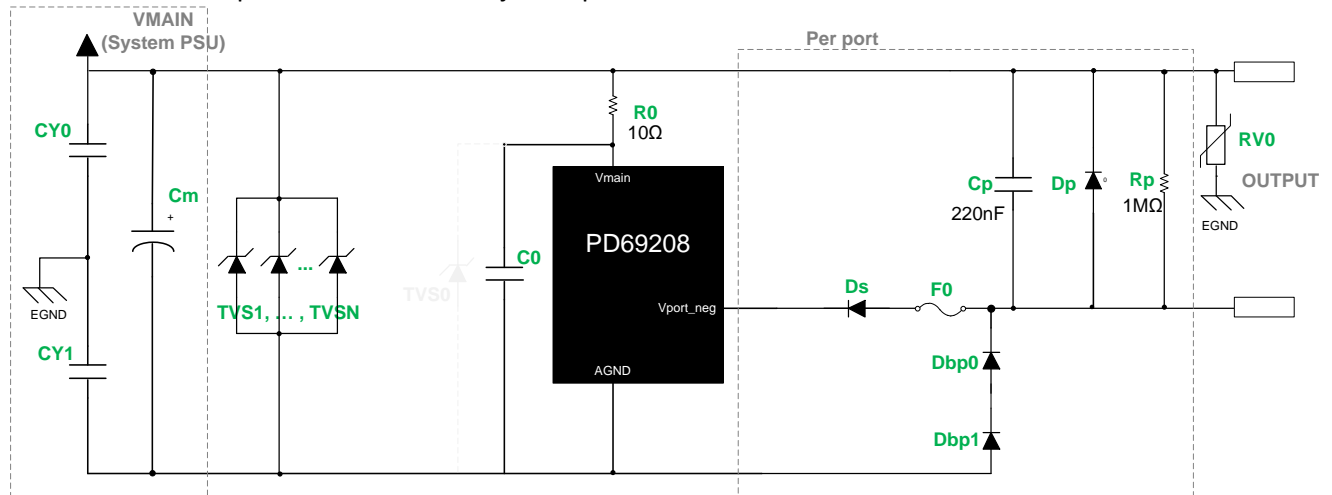 VMAIN
(System PSU)
Per port
CY0
R0
10Ω
RV0
Cm
+
Vmain
Cp
220nF
Dp
Rp
1MΩ
OUTPUT
EGND
PD69208
C0
...
TVS0
Ds
F0
TVS1, ... , TVSN
Vport_neg
EGND
CY1
Dbp0
AGND
Dbp1